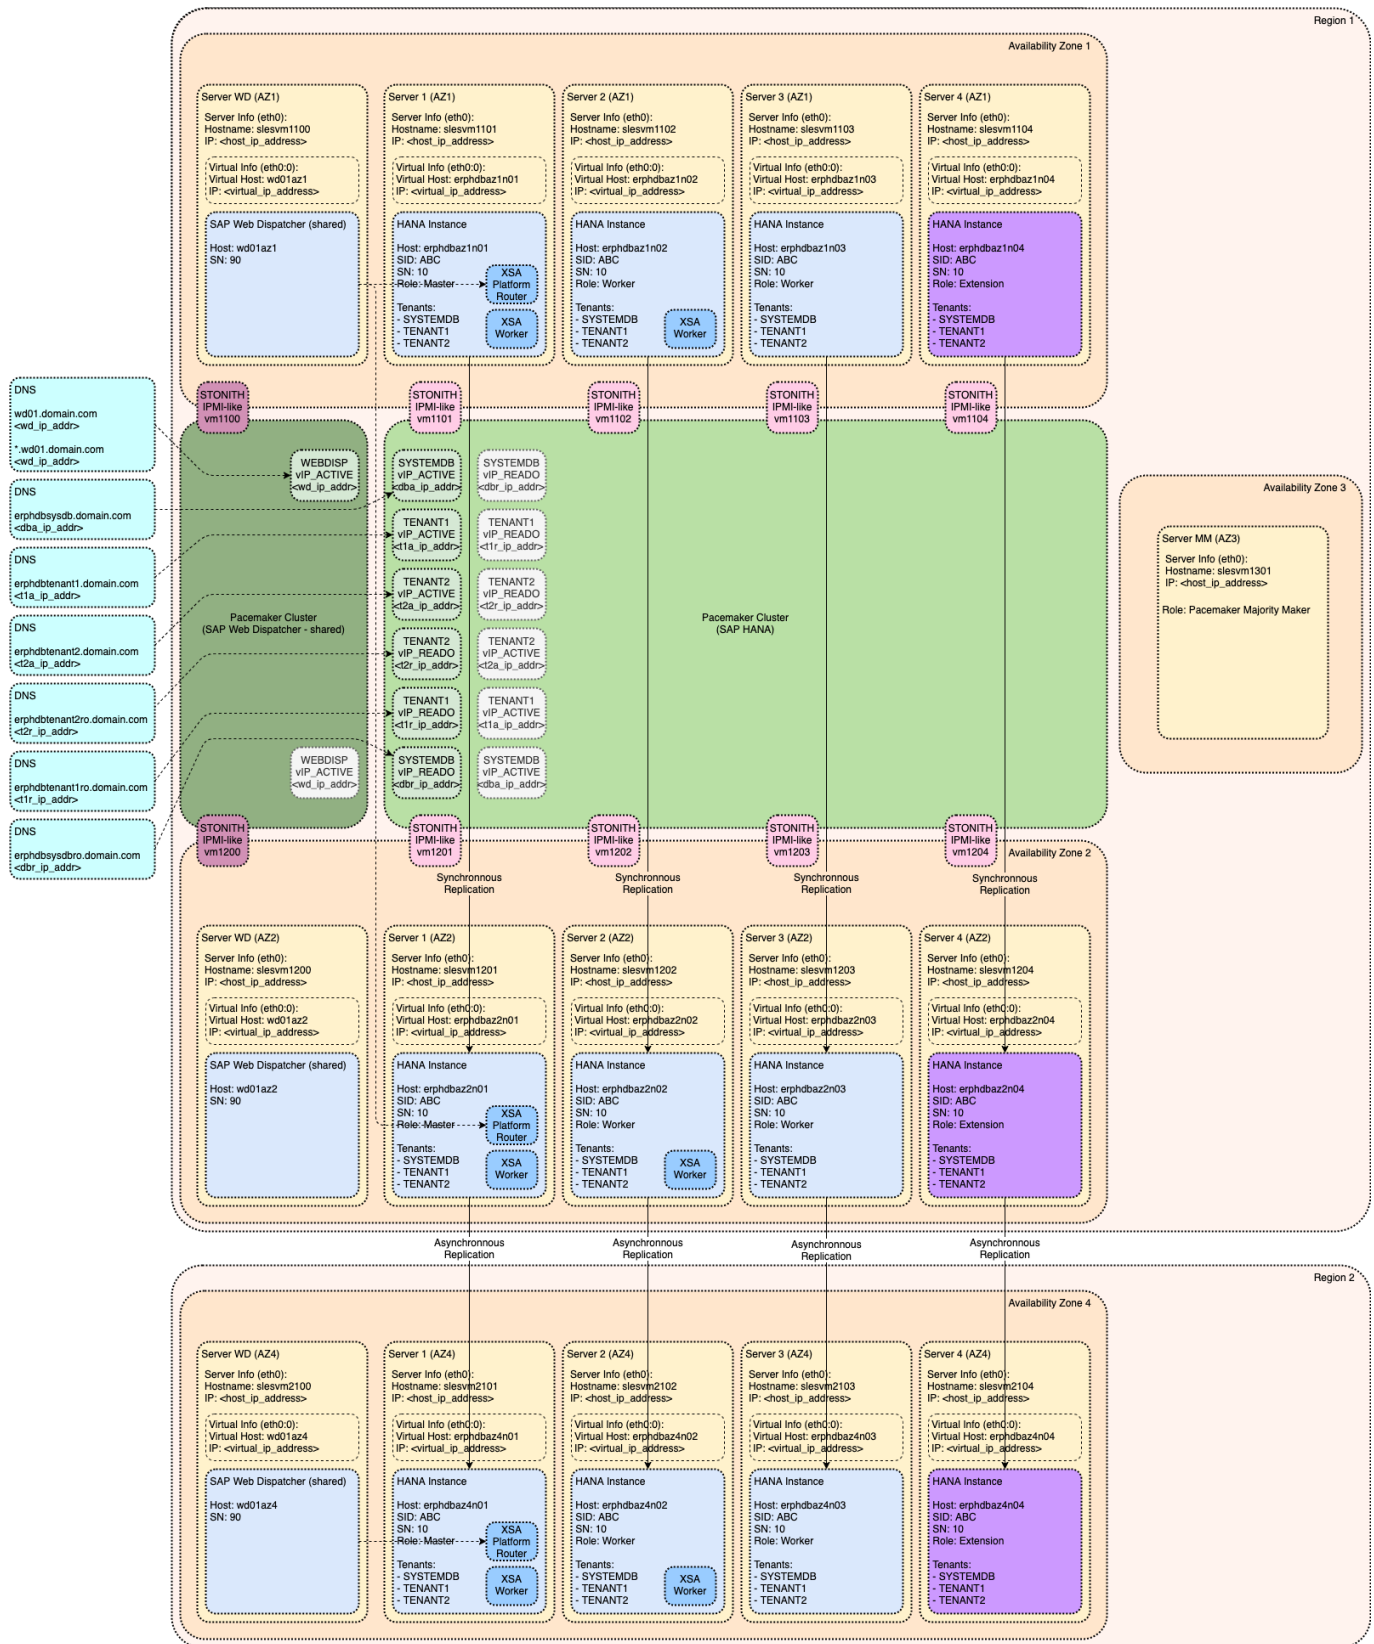 Region 1
Availability Zone 1
Server WD (AZ1)
Server Info (eth0):
Hostname: slesvm1100
IP: <host_ip_address>
Virtual Info (eth0:0):
Virtual Host: wd01az1
IP: <virtual_ip_address>
SAP Web Dispatcher (shared)
Host: wd01az1
SN: 90
Server 1 (AZ1)
Server Info (eth0):
Hostname: slesvm1101
IP: <host_ip_address>
Virtual Info (eth0:0):
Virtual Host: erphdbaz1n01
IP: <virtual_ip_address>
HANA Instance
Host: erphdbaz1n01
SID: ABC
SN: 10
Role: Master
Tenants:
- SYSTEMDB
- TENANT1
- TENANT2
XSA
Platform
Router
XSA
Worker
Server 2 (AZ1)
Server Info (eth0):
Hostname: slesvm1102
IP: <host_ip_address>
Virtual Info (eth0:0):
Virtual Host: erphdbaz1n02
IP: <virtual_ip_address>
HANA Instance
Host: erphdbaz1n02
SID: ABC
SN: 10
Role: Worker
Tenants:
- SYSTEMDB
- TENANT1
- TENANT2
XSA
Worker
Server 3 (AZ1)
Server Info (eth0):
Hostname: slesvm1103
IP: <host_ip_address>
Virtual Info (eth0:0):
Virtual Host: erphdbaz1n03
IP: <virtual_ip_address>
HANA Instance
Host: erphdbaz1n03
SID: ABC
SN: 10
Role: Worker
Tenants:
- SYSTEMDB
- TENANT1
- TENANT2
Server 4 (AZ1)
Server Info (eth0):
Hostname: slesvm1104
IP: <host_ip_address>
Virtual Info (eth0:0):
Virtual Host: erphdbaz1n04
IP: <virtual_ip_address>
HANA Instance
Host: erphdbaz1n04
SID: ABC
SN: 10
Role: Extension
Tenants:
- SYSTEMDB
- TENANT1
- TENANT2
STONITH
IPMI-like
vm1100
STONITH
IPMI-like
vm1101
STONITH
IPMI-like
vm1102
STONITH
IPMI-like
vm1103
STONITH
IPMI-like
vm1104
DNS
wd01.domain.com
<wd_ip_addr>
*.wd01.domain.com
<wd_ip_addr>
DNS
erphdbsysdb.domain.com
<dba_ip_addr>
DNS
erphdbtenant1.domain.com
<t1a_ip_addr>
DNS
erphdbtenant2.domain.com
<t2a_ip_addr>
DNS
erphdbtenant2ro.domain.com
<t2r_ip_addr>
DNS
erphdbtenant1ro.domain.com
<t1r_ip_addr>
DNS
erphdbsysdbro.domain.com
<dbr_ip_addr>
WEBDISP
vIP_ACTIVE
<wd_ip_addr>
Pacemaker Cluster
(SAP Web Dispatcher - shared)
WEBDISP
vIP_ACTIVE
<wd_ip_addr>
SYSTEMDB
vIP_ACTIVE
<dba_ip_addr>
SYSTEMDB
vIP_READO
<dbr_ip_addr>
TENANT1
vIP_ACTIVE
<t1a_ip_addr>
TENANT1
vIP_READO
<t1r_ip_addr>
TENANT2
vIP_ACTIVE
<t2a_ip_addr>
TENANT2
vIP_READO
<t2r_ip_addr>
TENANT2
vIP_READO
<t2r_ip_addr>
TENANT2
vIP_ACTIVE
<t2a_ip_addr>
TENANT1
vIP_READO
<t1r_ip_addr>
TENANT1
vIP_ACTIVE
<t1a_ip_addr>
SYSTEMDB
vIP_READO
<dbr_ip_addr>
SYSTEMDB
vIP_ACTIVE
<dba_ip_addr>
Pacemaker Cluster
(SAP HANA)
Availability Zone 3
Server MM (AZ3)
Server Info (eth0):
Hostname: slesvm1301
IP: <host_ip_address>
Role: Pacemaker Majority Maker
STONITH
IPMI-like
vm1200
STONITH
IPMI-like
vm1201
STONITH
IPMI-like
vm1202
STONITH
IPMI-like
vm1203
STONITH
IPMI-like
vm1204
Availability Zone 2
Synchronnous
Replication
Synchronnous
Replication
Synchronnous
Replication
Synchronnous
Replication
Server WD (AZ2)
Server Info (eth0):
Hostname: slesvm1200
IP: <host_ip_address>
Virtual Info (eth0:0):
Virtual Host: wd01az2
IP: <virtual_ip_address>
SAP Web Dispatcher (shared)
Host: wd01az2
SN: 90
Server 1 (AZ2)
Server Info (eth0):
Hostname: slesvm1201
IP: <host_ip_address>
Virtual Info (eth0:0):
Virtual Host: erphdbaz2n01
IP: <virtual_ip_address>
HANA Instance
Host: erphdbaz2n01
SID: ABC
SN: 10
Role: Master
Tenants:
- SYSTEMDB
- TENANT1
- TENANT2
XSA
Platform
Router
XSA
Worker
Server 2 (AZ2)
Server Info (eth0):
Hostname: slesvm1202
IP: <host_ip_address>
Virtual Info (eth0:0):
Virtual Host: erphdbaz2n02
IP: <virtual_ip_address>
HANA Instance
Host: erphdbaz2n02
SID: ABC
SN: 10
Role: Worker
Tenants:
- SYSTEMDB
- TENANT1
- TENANT2
XSA
Worker
Server 3 (AZ2)
Server Info (eth0):
Hostname: slesvm1203
IP: <host_ip_address>
Virtual Info (eth0:0):
Virtual Host: erphdbaz2n03
IP: <virtual_ip_address>
HANA Instance
Host: erphdbaz2n03
SID: ABC
SN: 10
Role: Worker
Tenants:
- SYSTEMDB
- TENANT1
- TENANT2
Server 4 (AZ2)
Server Info (eth0):
Hostname: slesvm1204
IP: <host_ip_address>
Virtual Info (eth0:0):
Virtual Host: erphdbaz2n04
IP: <virtual_ip_address>
HANA Instance
Host: erphdbaz2n04
SID: ABC
SN: 10
Role: Extension
Tenants:
- SYSTEMDB
- TENANT1
- TENANT2
Asynchronnous
Replication
Asynchronnous
Replication
Asynchronnous
Replication
Asynchronnous
Replication
Region 2
Availability Zone 4
Server WD (AZ4)
Server Info (eth0):
Hostname: slesvm2100
IP: <host_ip_address>
Virtual Info (eth0:0):
Virtual Host: wd01az4
IP: <virtual_ip_address>
SAP Web Dispatcher (shared)
Host: wd01az4
SN: 90
Server 1 (AZ4)
Server Info (eth0):
Hostname: slesvm2101
IP: <host_ip_address>
Virtual Info (eth0:0):
Virtual Host: erphdbaz4n01
IP: <virtual_ip_address>
HANA Instance
Host: erphdbaz4n01
SID: ABC
SN: 10
Role: Master
Tenants:
- SYSTEMDB
- TENANT1
- TENANT2
XSA
Platform
Router
XSA
Worker
Server 2 (AZ4)
Server Info (eth0):
Hostname: slesvm2102
IP: <host_ip_address>
Virtual Info (eth0:0):
Virtual Host: erphdbaz4n02
IP: <virtual_ip_address>
HANA Instance
Host: erphdbaz4n02
SID: ABC
SN: 10
Role: Worker
Tenants:
- SYSTEMDB
- TENANT1
- TENANT2
XSA
Worker
Server 3 (AZ4)
Server Info (eth0):
Hostname: slesvm2103
IP: <host_ip_address>
Virtual Info (eth0:0):
Virtual Host: erphdbaz4n03
IP: <virtual_ip_address>
HANA Instance
Host: erphdbaz4n03
SID: ABC
SN: 10
Role: Worker
Tenants:
- SYSTEMDB
- TENANT1
- TENANT2
Server 4 (AZ4)
Server Info (eth0):
Hostname: slesvm2104
IP: <host_ip_address>
Virtual Info (eth0:0):
Virtual Host: erphdbaz4n04
IP: <virtual_ip_address>
HANA Instance
Host: erphdbaz4n04
SID: ABC
SN: 10
Role: Extension
Tenants:
- SYSTEMDB
- TENANT1
- TENANT2